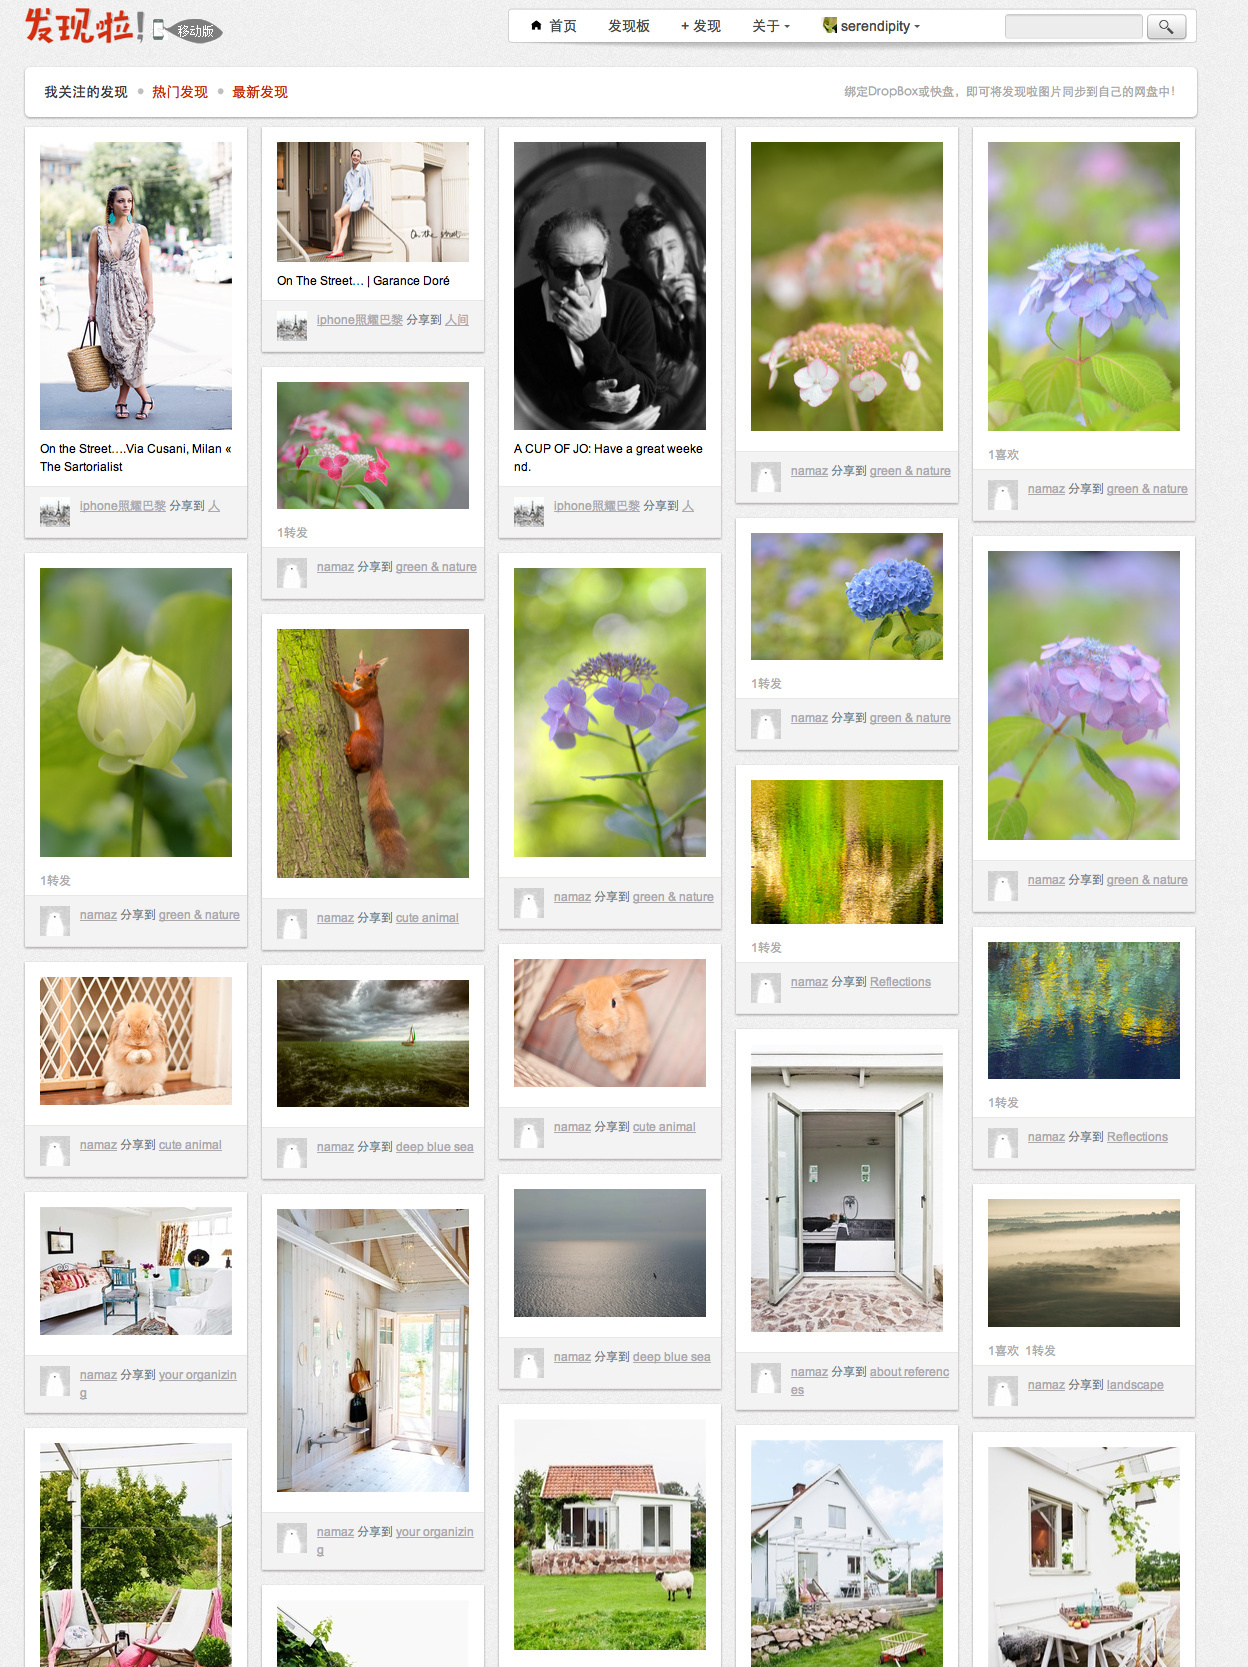 发现啦!
移动版
首页 发现板 + 发现 关于 serendipity
我关注的发现 热门发现 最新发现
绑定DropBox或快盘，即可将发现啦图片同步到自己的网盘中!
On the Street….Via Cusani, Milan «
The Sartorialist
iphone照耀巴黎 分享到 人
1转发
namaz 分享到 green & nature
namaz 分享到 cute animal
namaz 分享到 your organizin
g
On the street...
On The Street… | Garance Doré
iphone照耀巴黎 分享到 人间
1转发
namaz 分享到 green & nature
namaz 分享到 cute animal
namaz 分享到 deep blue sea
namaz 分享到 your organizin
g
A CUP OF JO: Have a great weeke
nd.
iphone照耀巴黎 分享到 人
namaz 分享到 green & nature
namaz 分享到 cute animal
namaz 分享到 deep blue sea
namaz 分享到 green & nature
1转发
namaz 分享到 green & nature
1转发
namaz 分享到 Reflections
namaz 分享到 about referenc
es
1喜欢
namaz 分享到 green & nature
namaz 分享到 green & nature
1转发
namaz 分享到 Reflections
1喜欢 1转发
namaz 分享到 landscape